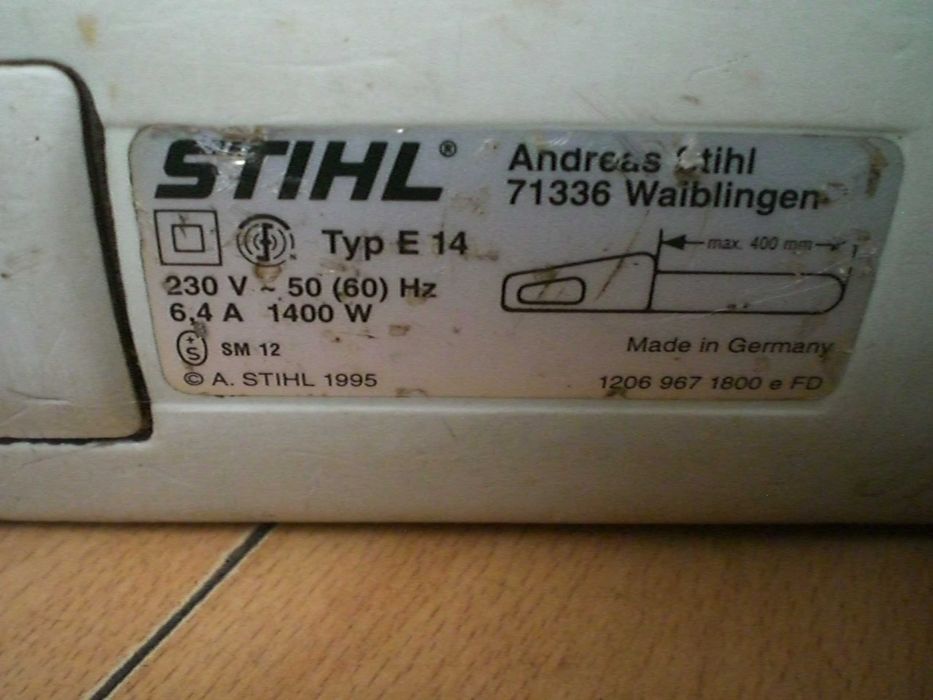 STIHL®
Andreas Stihl
71336 Waiblingen
Typ E 14
max. 400 mm
230 V ~ 50 (60) Hz
6,4 A 1400 W
S SM 12
Made in Germany
© A. STIHL 1995
1206 967 1800 e FD